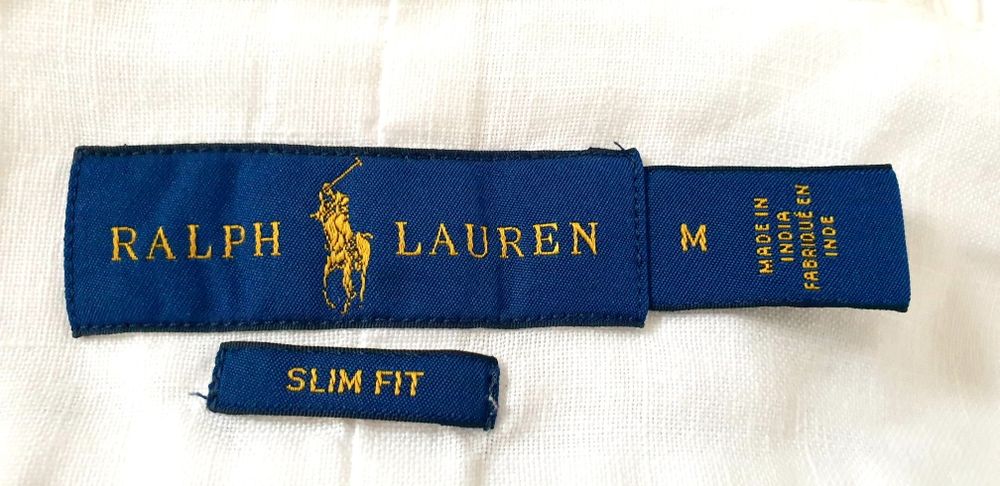 RALPH LAUREN
M
MADE IN
INDIA
FABRIQUÉ EN
INDE
SLIM FIT